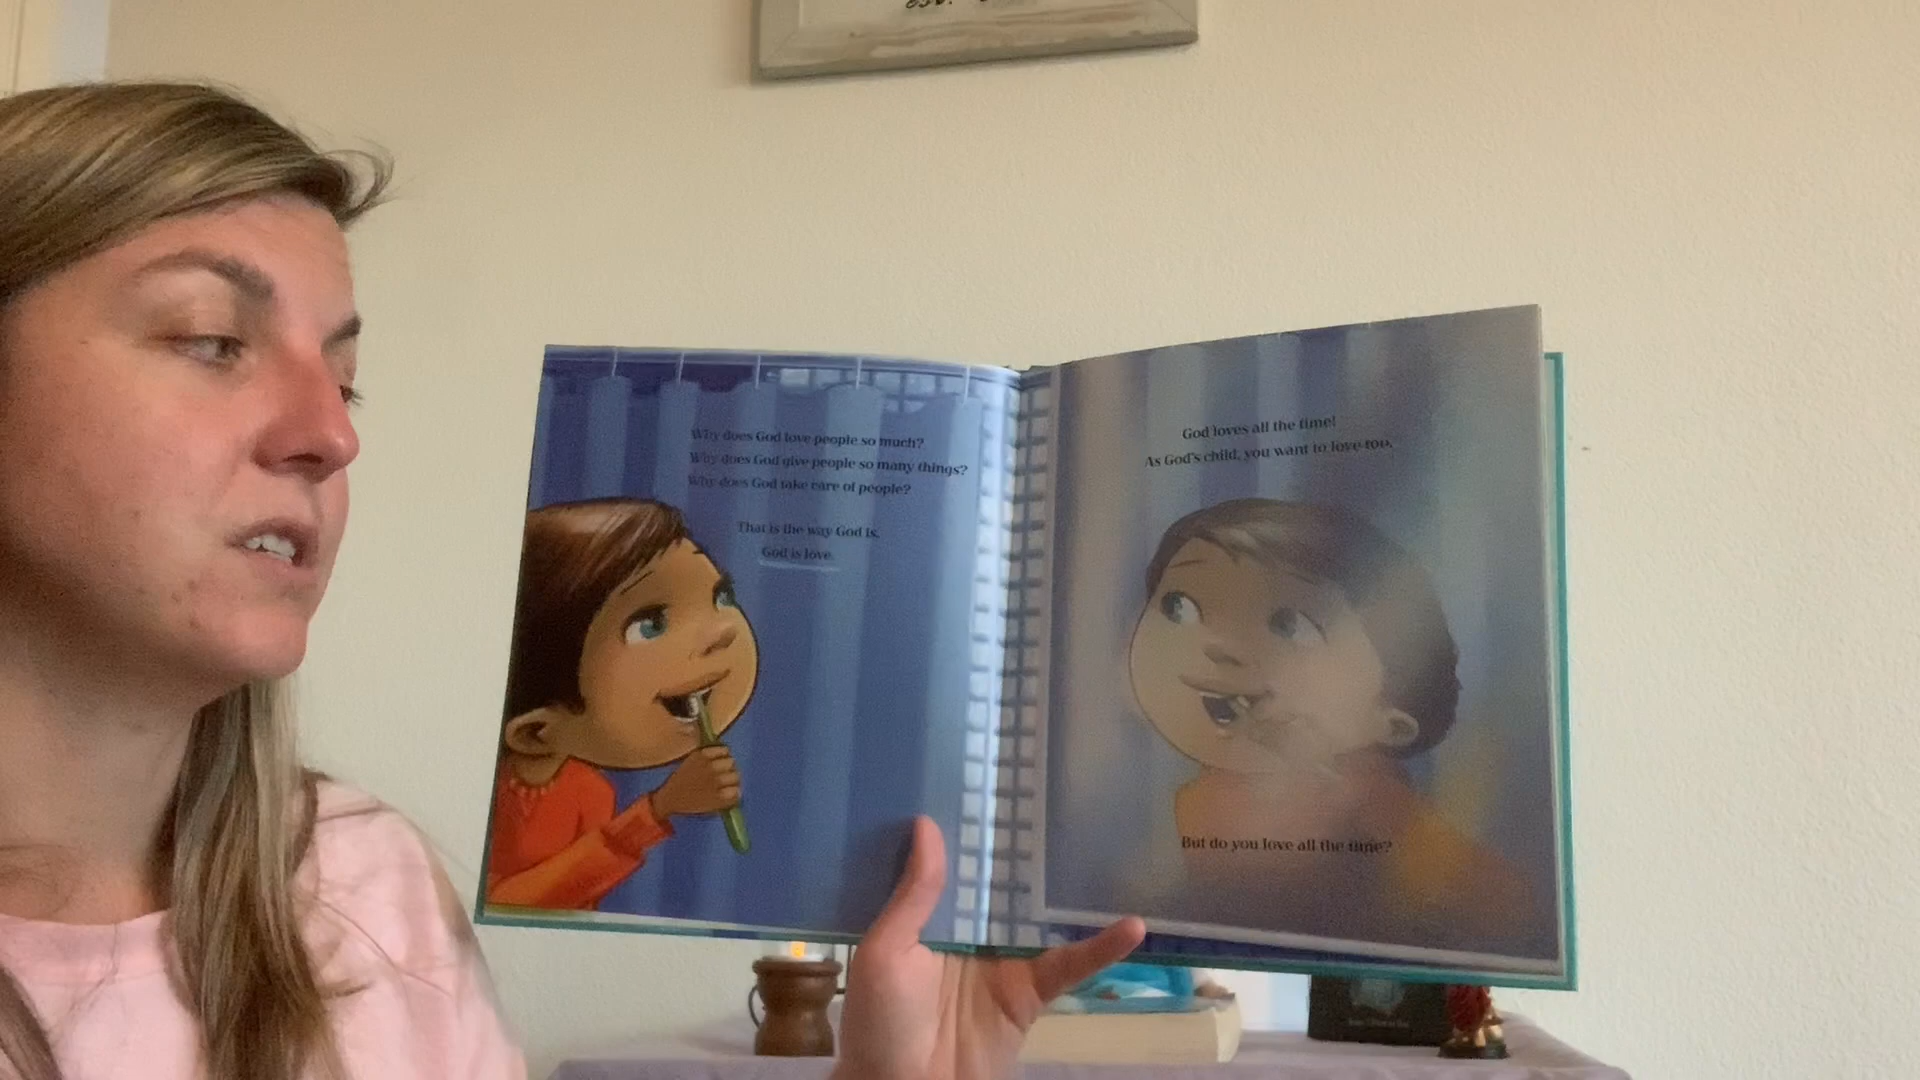 Why does God love people so much?
Why does God give people so many things?
Why does God take care of people?
That is the way God is.
God is love.
God loves all the time!
As God's child, you want to love too.
But do you love all the time?